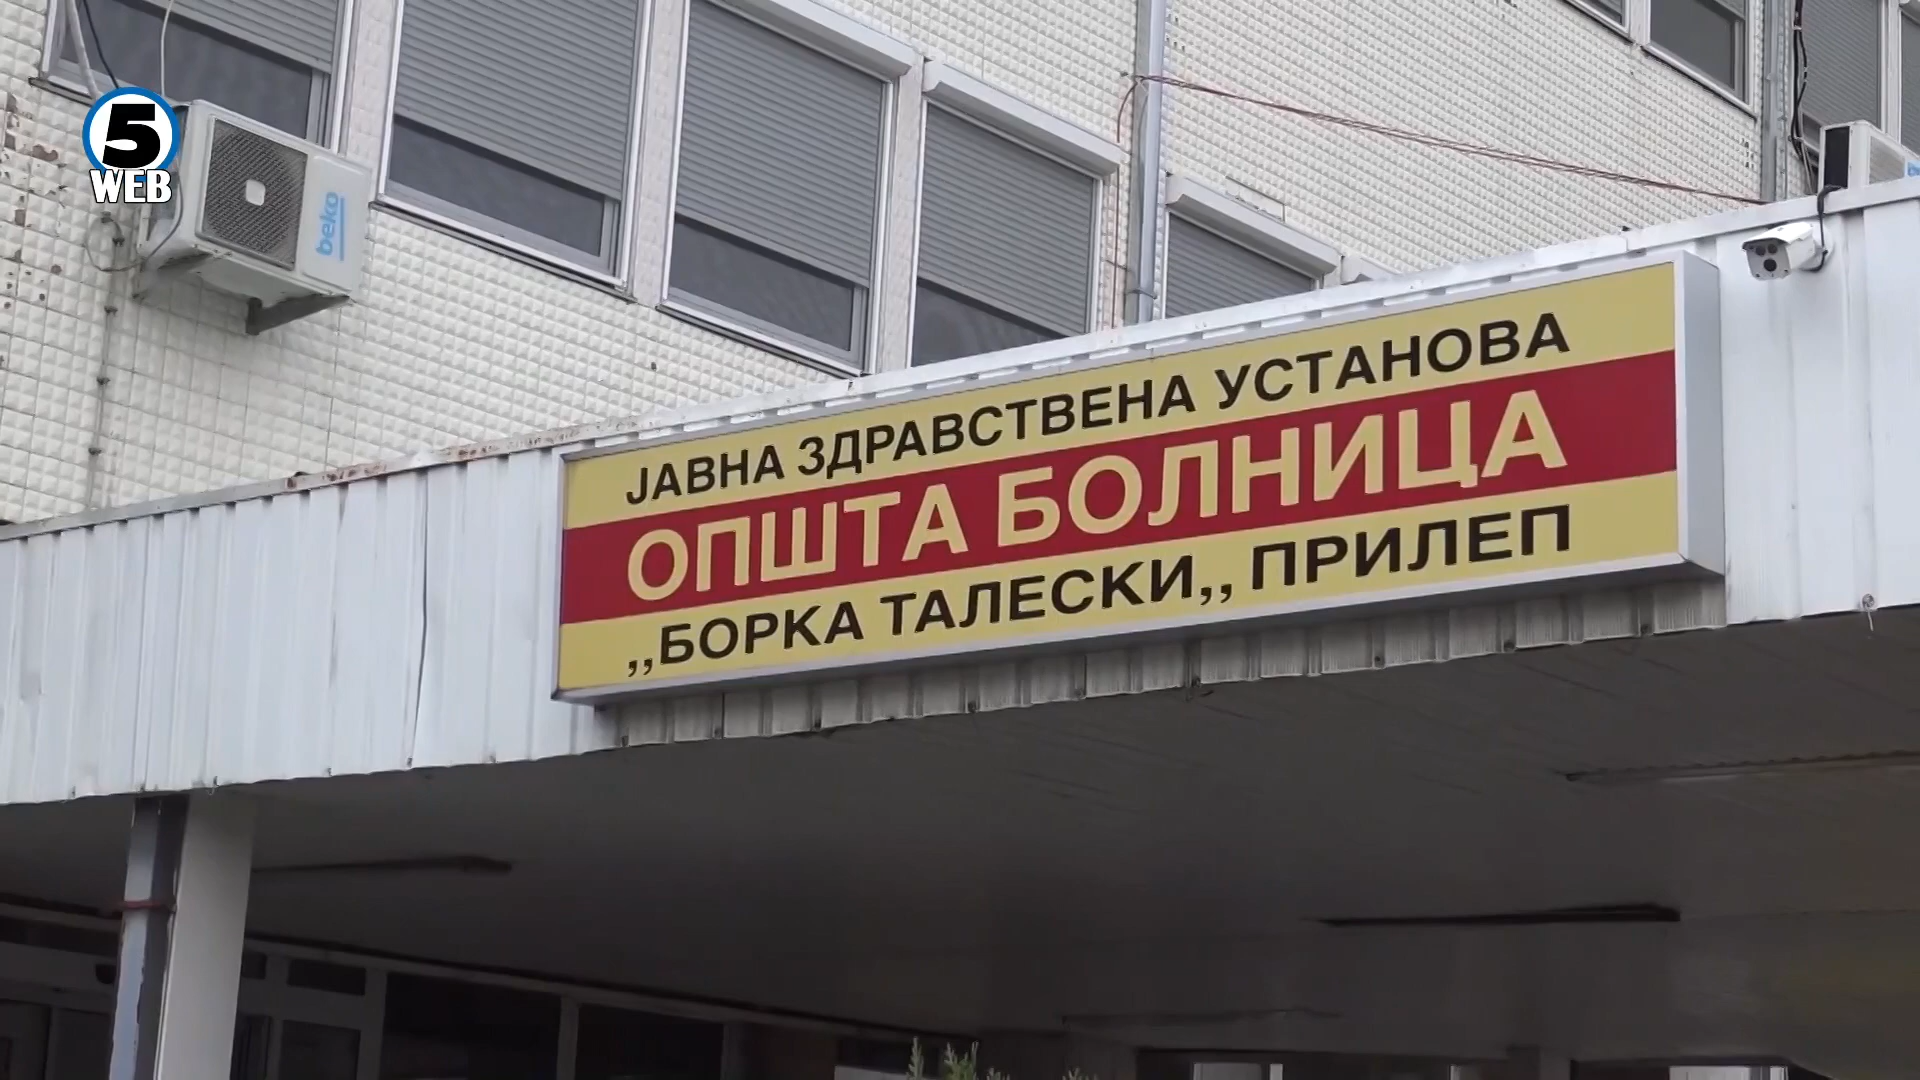 5
WEB
beko
ЈАВНА ЗДРАВСТВЕНА УСТАНОВА
ОПШТА БОЛНИЦА
,,БОРКА ТАЛЕСКИ,, ПРИЛЕП